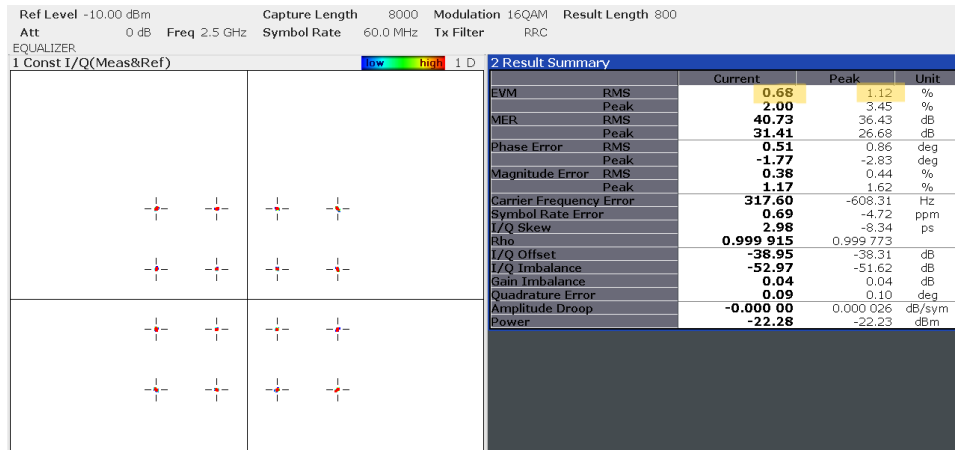 Ref Level -10.00 dBm Capture Length 8000 Modulation 16QAM Result Length 800
Att 0 dB Freq 2.5 GHz Symbol Rate 60.0 MHz Tx Filter RRC
EQUALIZER
1 Const I/Q(Meas&Ref) low high 1 D
2 Result Summary
Current Peak Unit
EVM RMS 0.68 1.12 %
Peak 2.00 3.45 %
MER RMS 40.73 36.43 dB
Peak 31.41 26.68 dB
Phase Error RMS 0.51 0.86 deg
Peak -1.77 -2.83 deg
Magnitude Error RMS 0.38 0.44 %
Peak 1.17 1.62 %
Carrier Frequency Error 317.60 -608.31 Hz
Symbol Rate Error 0.69 -4.72 ppm
I/Q Skew 2.98 -8.34 ps
Rho 0.999 915 0.999 773
I/Q Offset -38.95 -38.31 dB
I/Q Imbalance -52.97 -51.62 dB
Gain Imbalance 0.04 0.04 dB
Quadrature Error 0.09 0.10 deg
Amplitude Droop -0.000 00 0.000 026 dB/sym
Power -22.28 -22.23 dBm